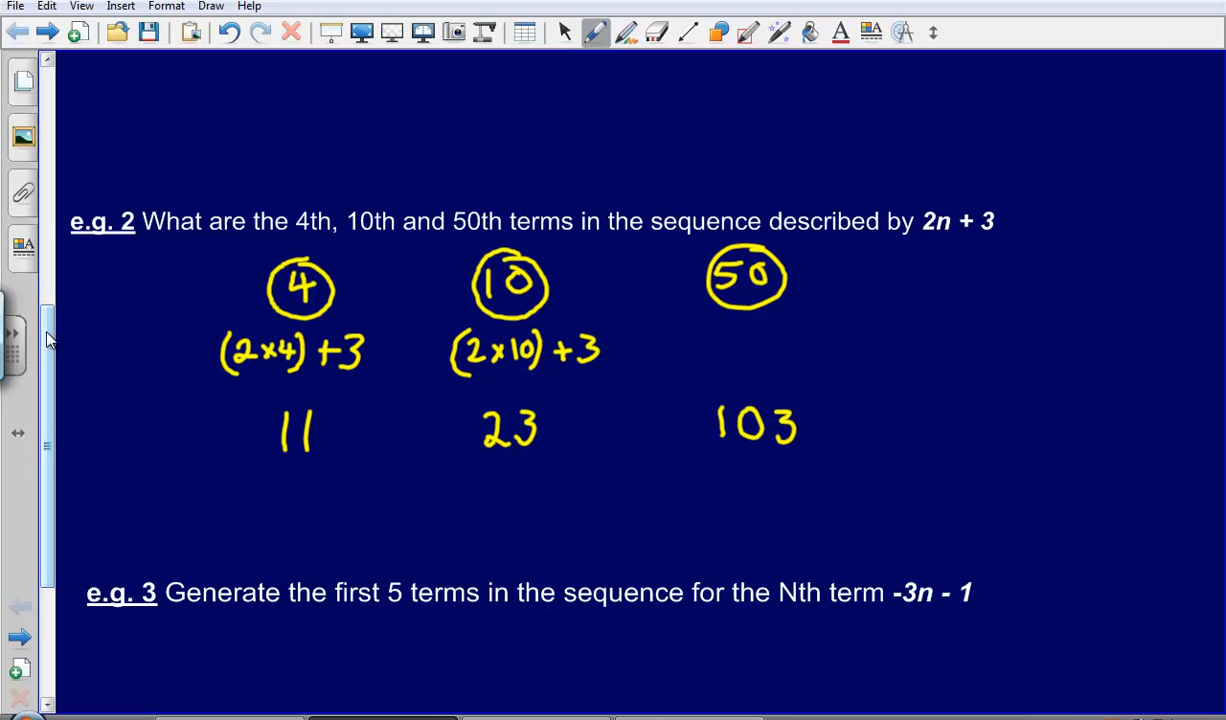 File Edit View Insert Format Draw Help
e.g. 2 What are the 4th, 10th and 50th terms in the sequence described by 2n + 3
4 10 50
(2×4) +3 (2×10) +3
11 23 103
e.g. 3 Generate the first 5 terms in the sequence for the Nth term -3n - 1